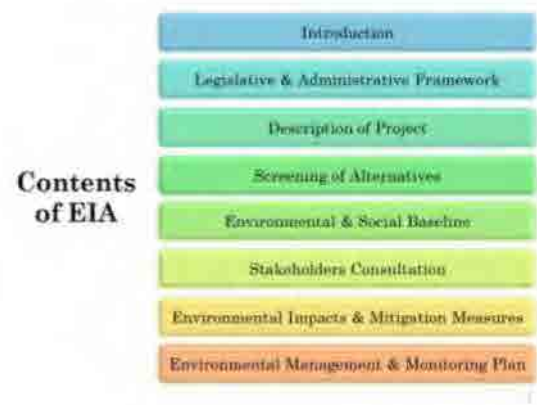 Contents
of EIA
Introduction
Legislative & Administrative Framework
Description of Project
Screening of Alternatives
Environmental & Social Baseline
Stakeholders Consultation
Environmental Impacts & Mitigation Measures
Environmental Management & Monitoring Plan